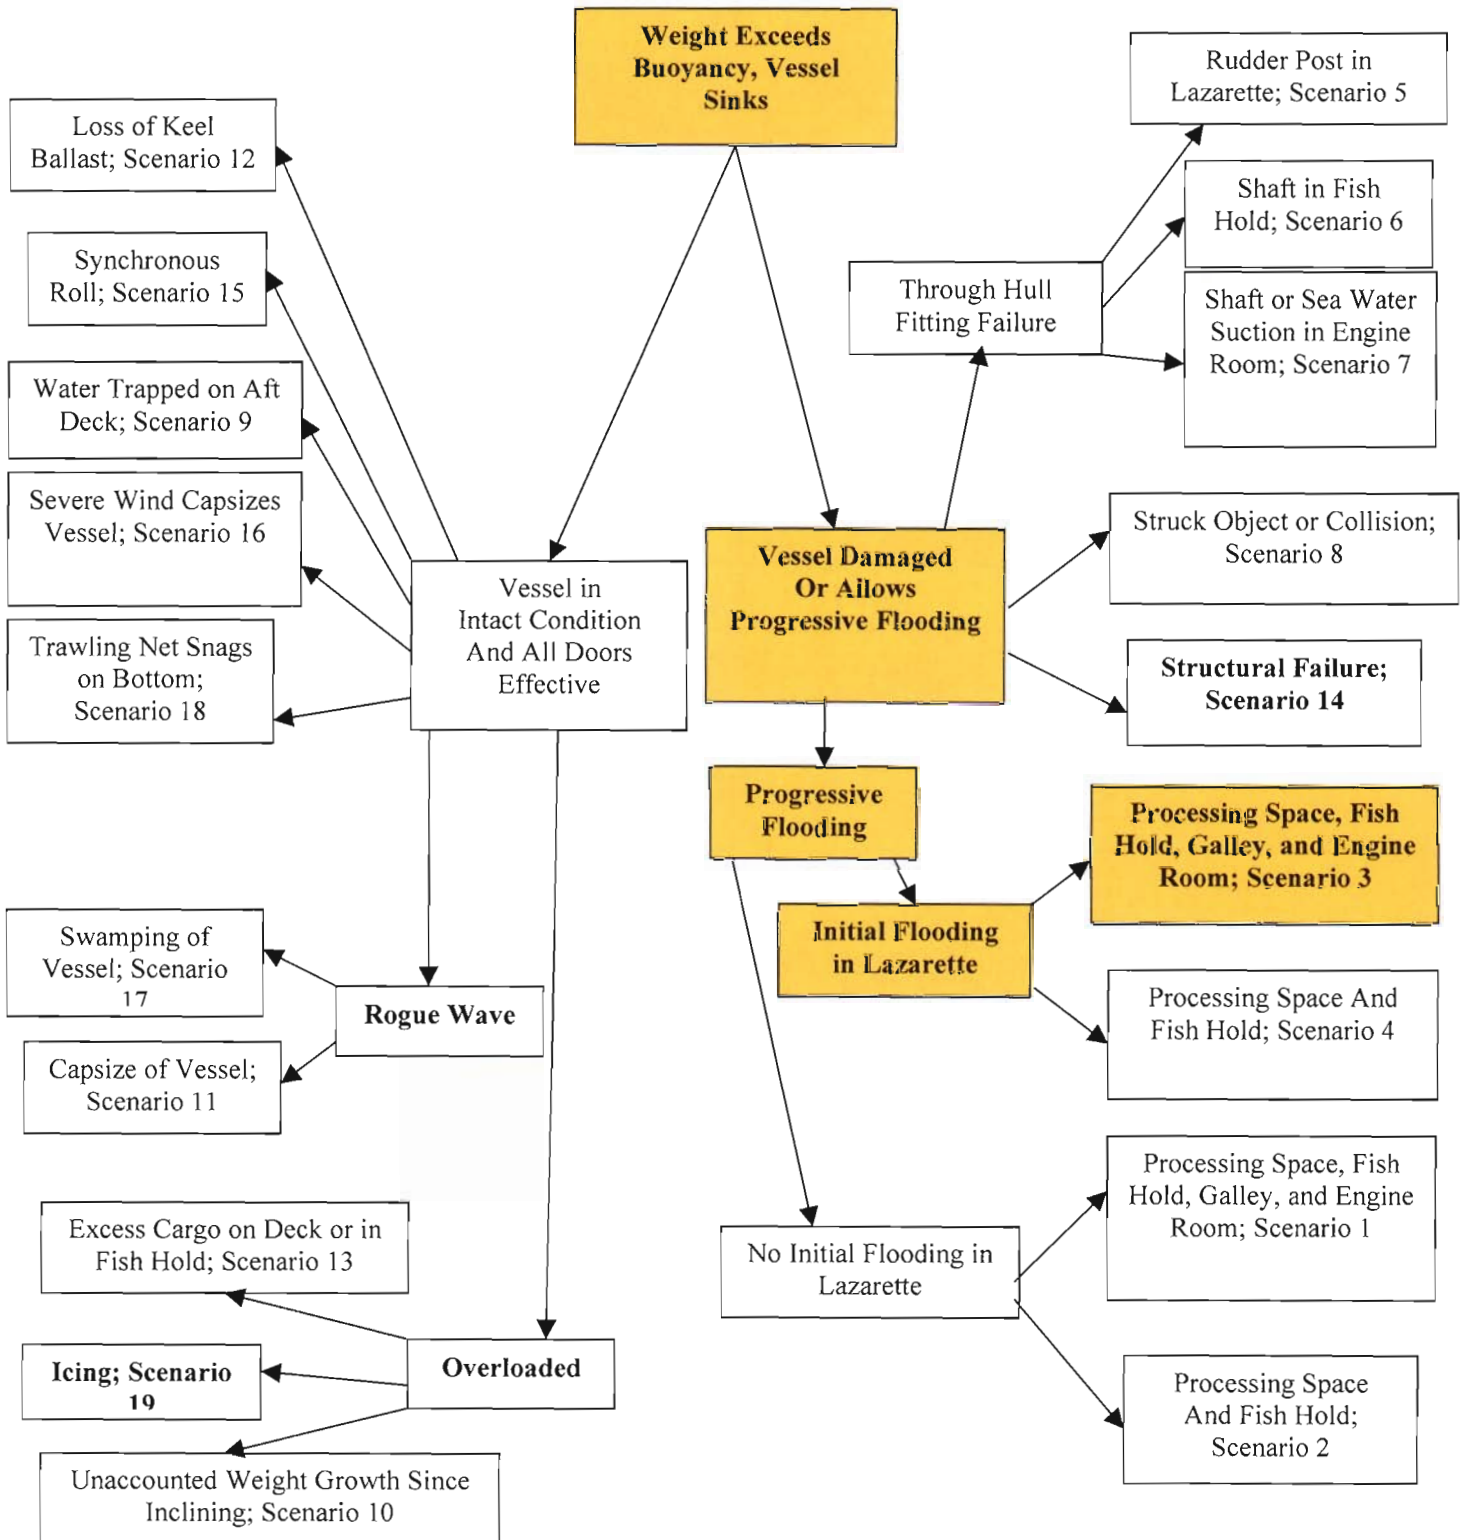 Weight Exceeds
Buoyancy, Vessel
Sinks
Rudder Post in
Lazarette; Scenario 5
Loss of Keel
Ballast; Scenario 12
Shaft in Fish
Hold; Scenario 6
Synchronous
Roll; Scenario 15
Through Hull
Fitting Failure
Shaft or Sea Water
Suction in Engine
Room; Scenario 7
Water Trapped on Aft
Deck; Scenario 9
Severe Wind Capsizes
Vessel; Scenario 16
Struck Object or Collision;
Scenario 8
Vessel in
Intact Condition
And All Doors
Effective
Vessel Damaged
Or Allows
Progressive Flooding
Trawling Net Snags
on Bottom;
Scenario 18
Structural Failure;
Scenario 14
Progressive
Flooding
Processing Space, Fish
Hold, Galley, and Engine
Room; Scenario 3
Initial Flooding
in Lazarette
Swamping of
Vessel; Scenario
17
Rogue Wave
Processing Space And
Fish Hold; Scenario 4
Capsize of Vessel;
Scenario 11
Processing Space, Fish
Hold, Galley, and Engine
Room; Scenario 1
Excess Cargo on Deck or in
Fish Hold; Scenario 13
No Initial Flooding in
Lazarette
Icing; Scenario
19
Overloaded
Processing Space
And Fish Hold;
Scenario 2
Unaccounted Weight Growth Since
Inclining; Scenario 10